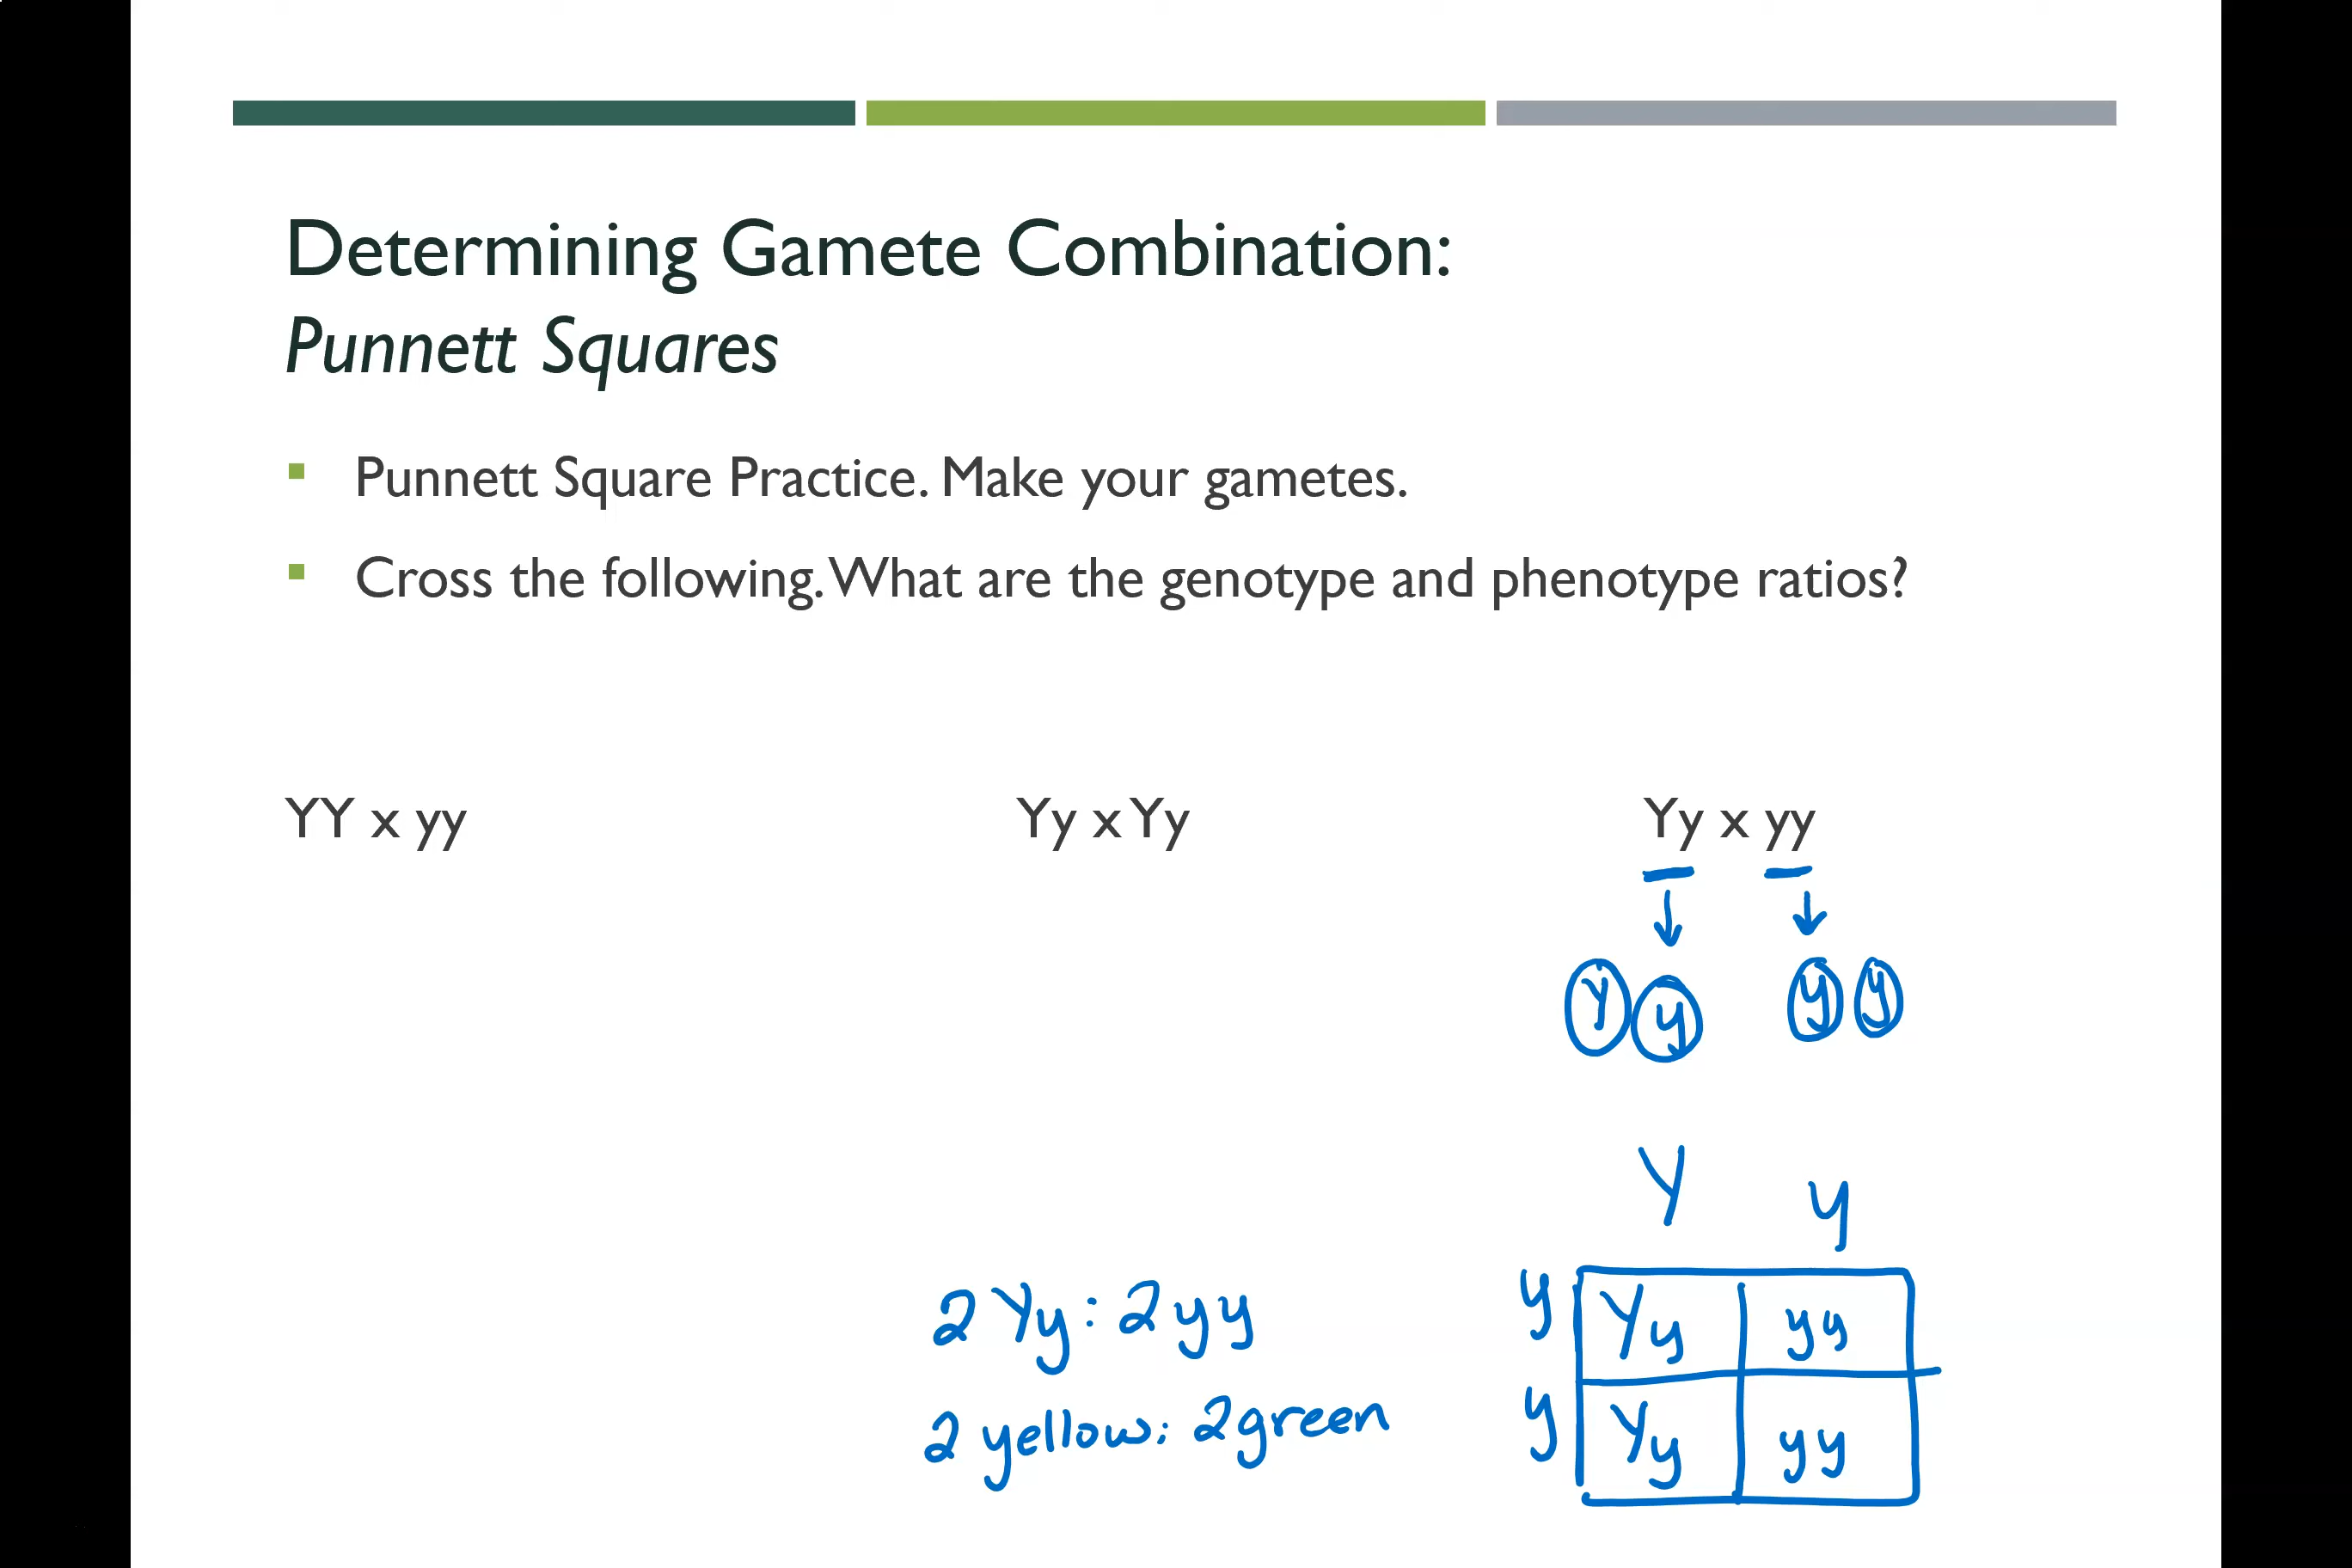 Determining Gamete Combination:
Punnett Squares
Punnett Square Practice. Make your gametes.
Cross the following. What are the genotype and phenotype ratios?
YY x yy
Yy x Yy
Yy x yy
Y y y y
Y y
y Yy yy
y Yy yy
2 Yy : 2 yy
2 yellow : 2 green